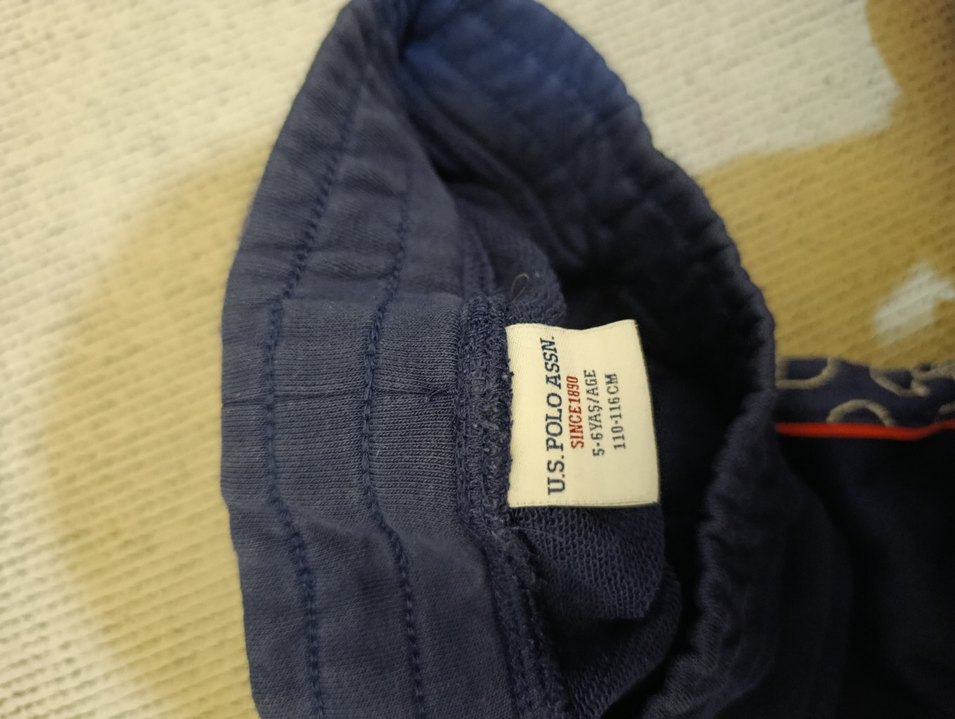 U.S. POLO ASSN.
SINCE 1890
5-6 YAŞ/AGE
110-116 CM